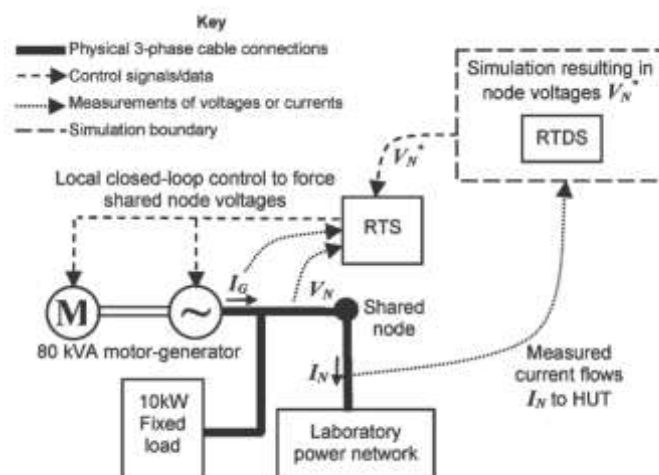 Key
Physical 3-phase cable connections
Control signals/data
Measurements of voltages or currents
Simulation boundary
Simulation resulting in
node voltages V_N*
RTDS
V_N*
Local closed-loop control to force
shared node voltages
RTS
I_G
V_N
Shared
node
M
~
80 kVA motor-generator
I_N
Measured
current flows
I_N to HUT
10kW
Fixed
load
Laboratory
power network